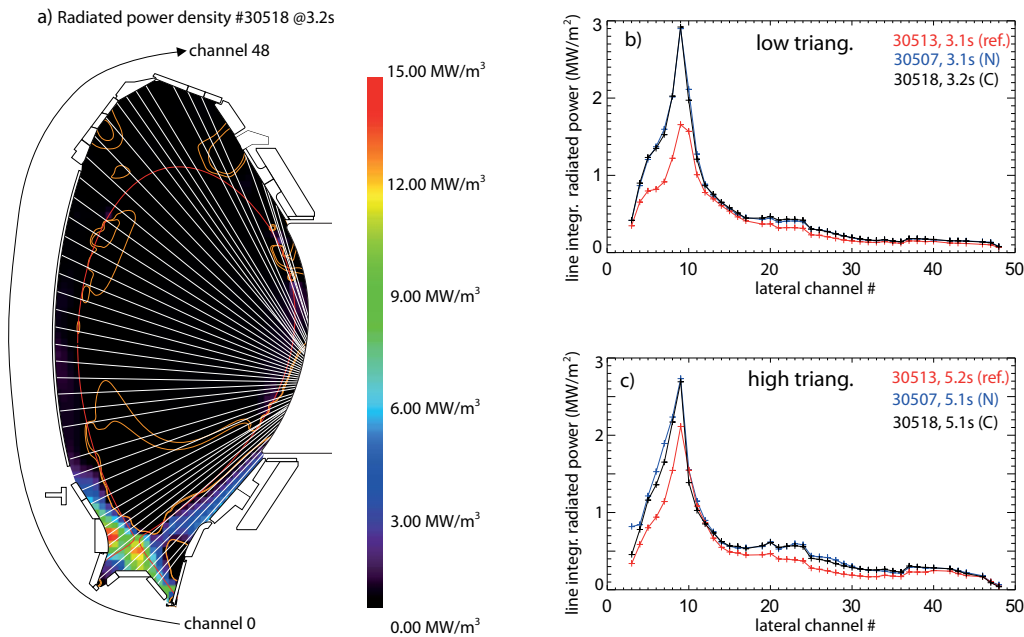 a) Radiated power density #30518 @3.2s
channel 48
15.00 MW/m³
12.00 MW/m³
9.00 MW/m³
6.00 MW/m³
3.00 MW/m³
0.00 MW/m³
channel 0
b)
low triang.
30513, 3.1s (ref.)
30507, 3.1s (N)
30518, 3.2s (C)
line integr. radiated power (MW/m²)
3
2
1
0
0 10 20 30 40 50
lateral channel #
c)
high triang.
30513, 5.2s (ref.)
30507, 5.1s (N)
30518, 5.1s (C)
line integr. radiated power (MW/m²)
3
2
1
0
0 10 20 30 40 50
lateral channel #